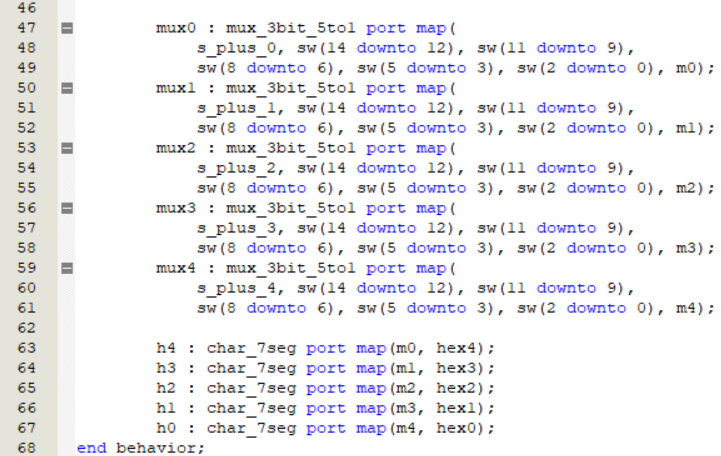 46
47 mux0 : mux_3bit_5to1 port map(
48 s_plus_0, sw(14 downto 12), sw(11 downto 9),
49 sw(8 downto 6), sw(5 downto 3), sw(2 downto 0), m0);
50 mux1 : mux_3bit_5to1 port map(
51 s_plus_1, sw(14 downto 12), sw(11 downto 9),
52 sw(8 downto 6), sw(5 downto 3), sw(2 downto 0), m1);
53 mux2 : mux_3bit_5to1 port map(
54 s_plus_2, sw(14 downto 12), sw(11 downto 9),
55 sw(8 downto 6), sw(5 downto 3), sw(2 downto 0), m2);
56 mux3 : mux_3bit_5to1 port map(
57 s_plus_3, sw(14 downto 12), sw(11 downto 9),
58 sw(8 downto 6), sw(5 downto 3), sw(2 downto 0), m3);
59 mux4 : mux_3bit_5to1 port map(
60 s_plus_4, sw(14 downto 12), sw(11 downto 9),
61 sw(8 downto 6), sw(5 downto 3), sw(2 downto 0), m4);
62
63 h4 : char_7seg port map(m0, hex4);
64 h3 : char_7seg port map(m1, hex3);
65 h2 : char_7seg port map(m2, hex2);
66 h1 : char_7seg port map(m3, hex1);
67 h0 : char_7seg port map(m4, hex0);
68 end behavior;